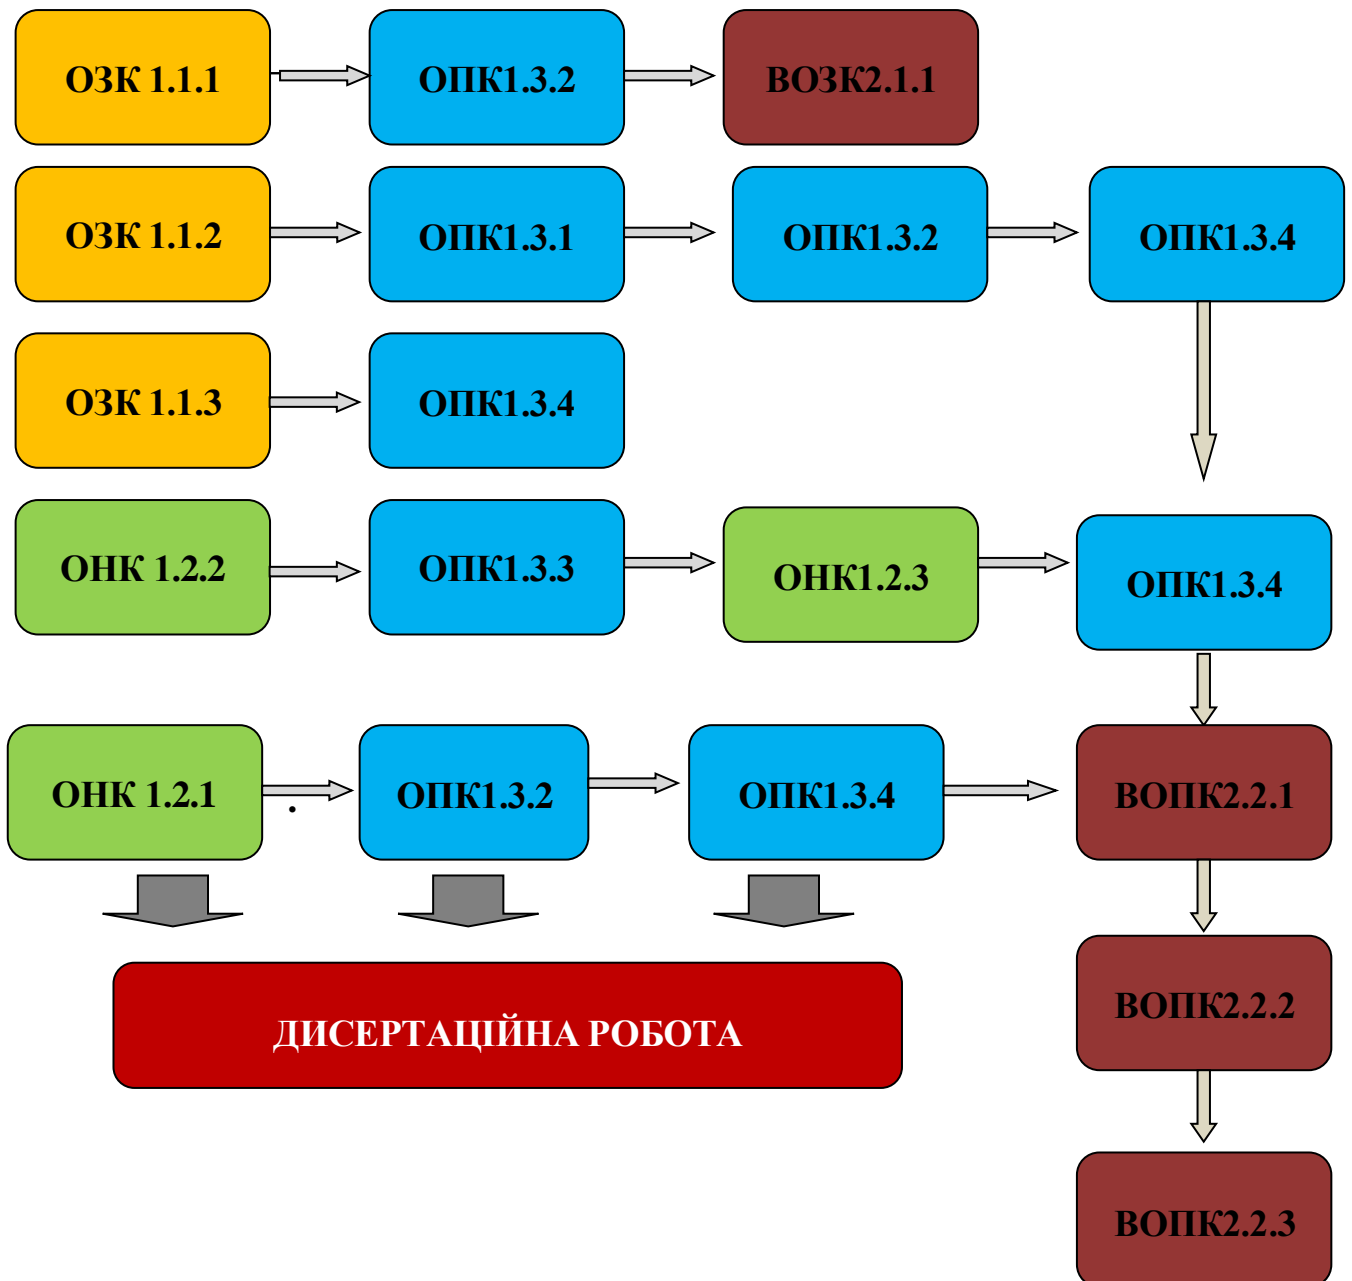 ОЗК 1.1.1
ОПК1.3.2
ВОЗК2.1.1
ОЗК 1.1.2
ОПК1.3.1
ОПК1.3.2
ОПК1.3.4
ОЗК 1.1.3
ОПК1.3.4
ОНК 1.2.2
ОПК1.3.3
ОНК1.2.3
ОПК1.3.4
ОНК 1.2.1
.
ОПК1.3.2
ОПК1.3.4
ВОПК2.2.1
ВОПК2.2.2
ДИСЕРТАЦІЙНА РОБОТА
ВОПК2.2.3